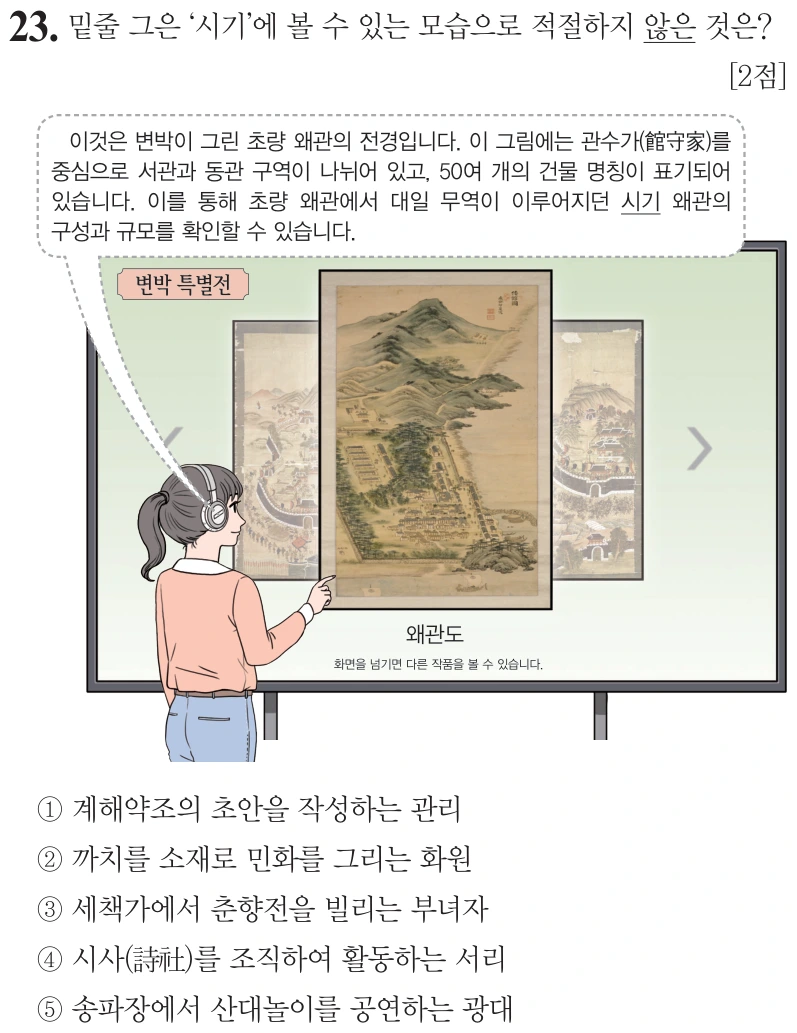 23. 밑줄 그은 ‘시기’에 볼 수 있는 모습으로 적절하지 않은 것은?
[2점]
이것은 변박이 그린 초량 왜관의 전경입니다. 이 그림에는 관수가(館守家)를
중심으로 서관과 동관 구역이 나뉘어 있고, 50여 개의 건물 명칭이 표기되어
있습니다. 이를 통해 초량 왜관에서 대일 무역이 이루어지던 시기 왜관의
구성과 규모를 확인할 수 있습니다.
변박 특별전
왜관도
화면을 넘기면 다른 작품을 볼 수 있습니다.
① 계해약조의 초안을 작성하는 관리
② 까치를 소재로 민화를 그리는 화원
③ 세책가에서 춘향전을 빌리는 부녀자
④ 시사(詩社)를 조직하여 활동하는 서리
⑤ 송파장에서 산대놀이를 공연하는 광대